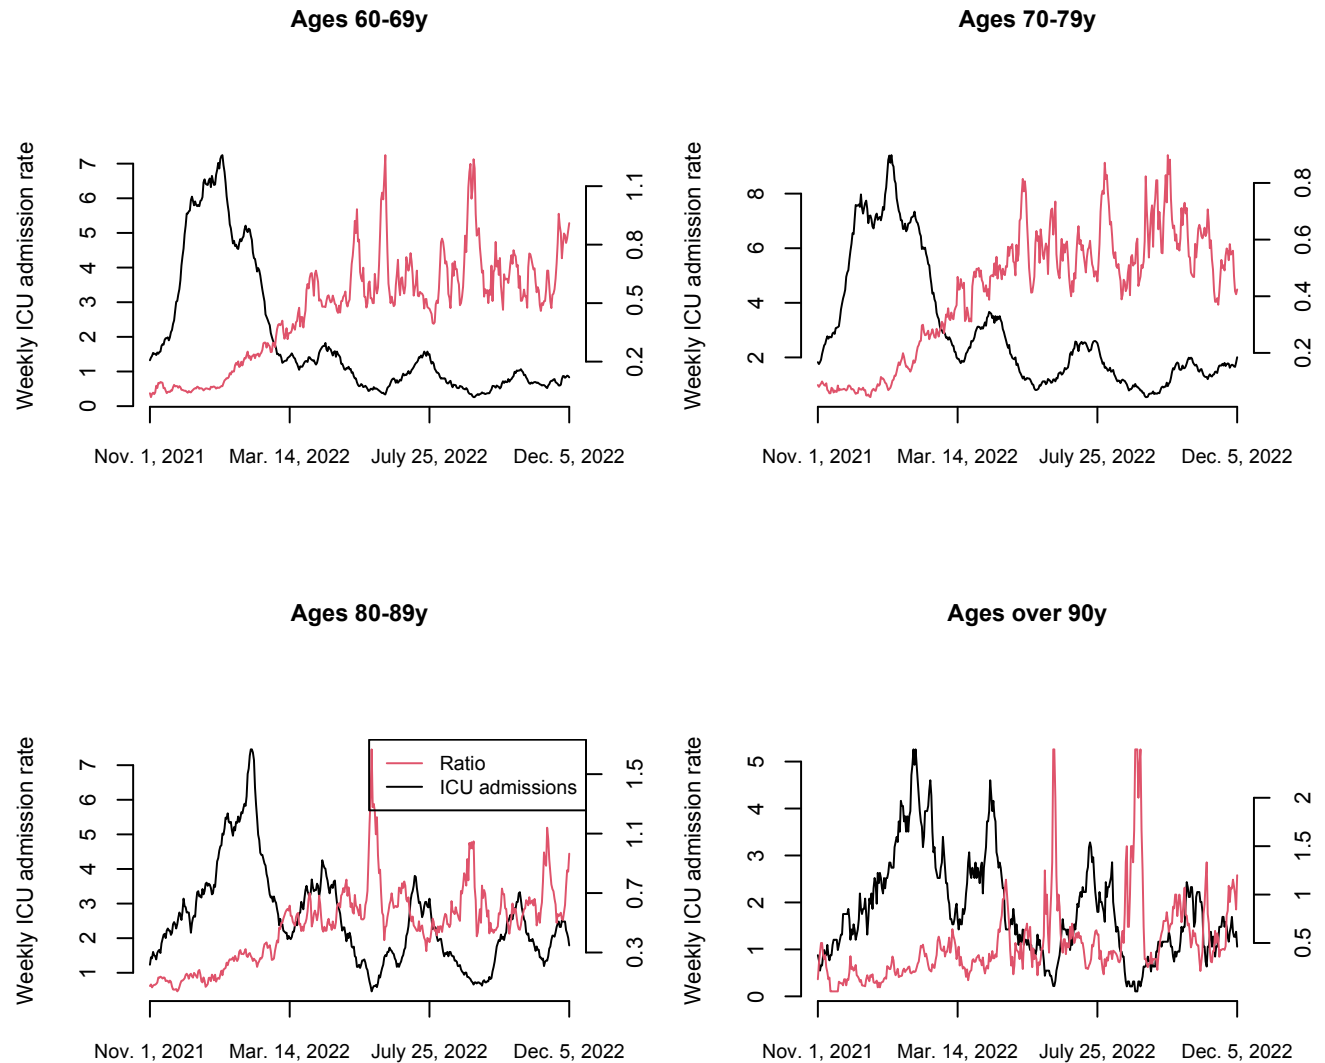 Ages 60-69y
Weekly ICU admission rate
7
6
5
4
3
2
1
0
1.1
0.8
0.5
0.2
Nov. 1, 2021 Mar. 14, 2022 July 25, 2022 Dec. 5, 2022
Ages 70-79y
Weekly ICU admission rate
8
6
4
2
0.8
0.6
0.4
0.2
Nov. 1, 2021 Mar. 14, 2022 July 25, 2022 Dec. 5, 2022
Ages 80-89y
Weekly ICU admission rate
7
6
5
4
3
2
1
Ratio
ICU admissions
1.5
1.1
0.7
0.3
Nov. 1, 2021 Mar. 14, 2022 July 25, 2022 Dec. 5, 2022
Ages over 90y
Weekly ICU admission rate
5
4
3
2
1
0
2
1.5
1
0.5
Nov. 1, 2021 Mar. 14, 2022 July 25, 2022 Dec. 5, 2022